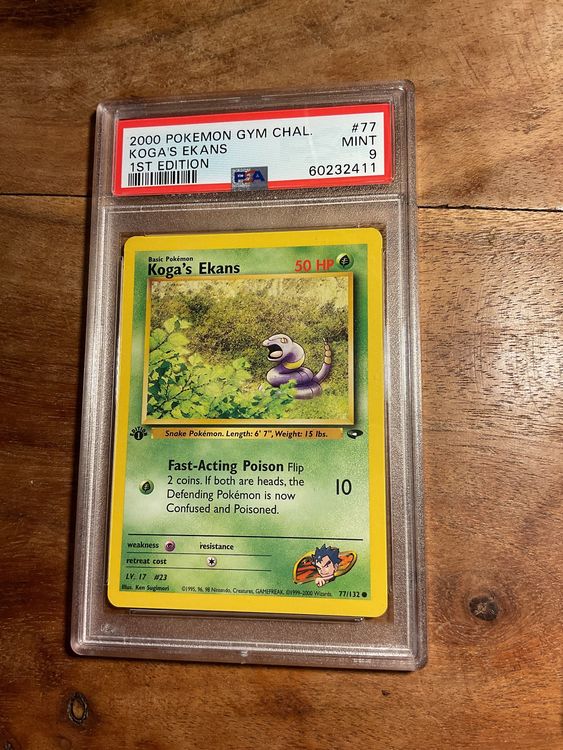 2000 POKEMON GYM CHAL. #77
KOGA'S EKANS MINT
1ST EDITION 9
PSA 60232411
Basic Pokémon
Koga's Ekans 50 HP
EDITION 1
Snake Pokémon. Length: 6' 7", Weight: 15 lbs.
Fast-Acting Poison Flip
2 coins. If both are heads, the
Defending Pokémon is now
Confused and Poisoned.
10
weakness resistance
retreat cost
LV. 17 #23
Illus. Ken Sugimori ©1995, 96, 98 Nintendo, Creatures, GAMEFREAK. ©1999-2000 Wizards. 77/132